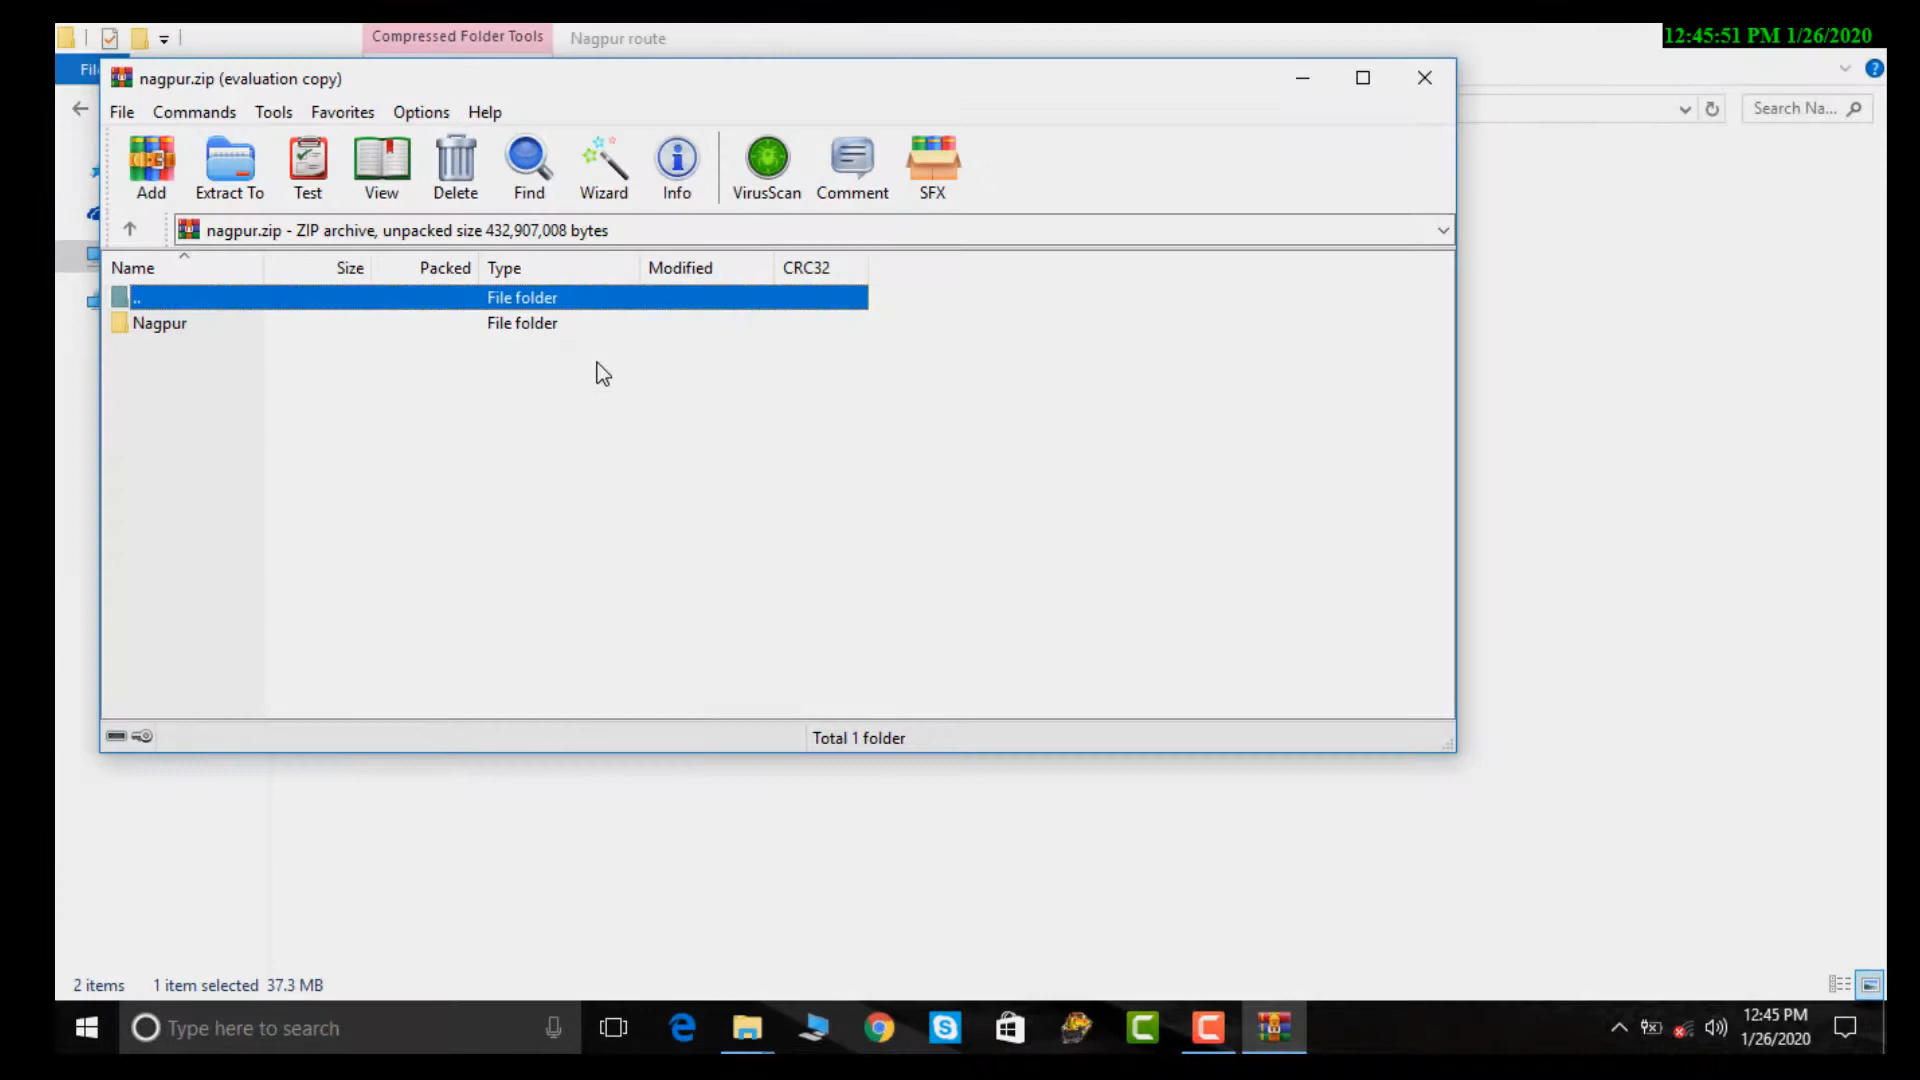 Compressed Folder Tools
Nagpur route
12:45:51 PM 1/26/2020
nagpur.zip (evaluation copy)
File Commands Tools Favorites Options Help
Search Na...
Add Extract To Test View Delete Find Wizard Info VirusScan Comment SFX
nagpur.zip - ZIP archive, unpacked size 432,907,008 bytes
Name Size Packed Type Modified CRC32
.. File folder
Nagpur File folder
Total 1 folder
2 items 1 item selected 37.3 MB
Type here to search
12:45 PM
1/26/2020